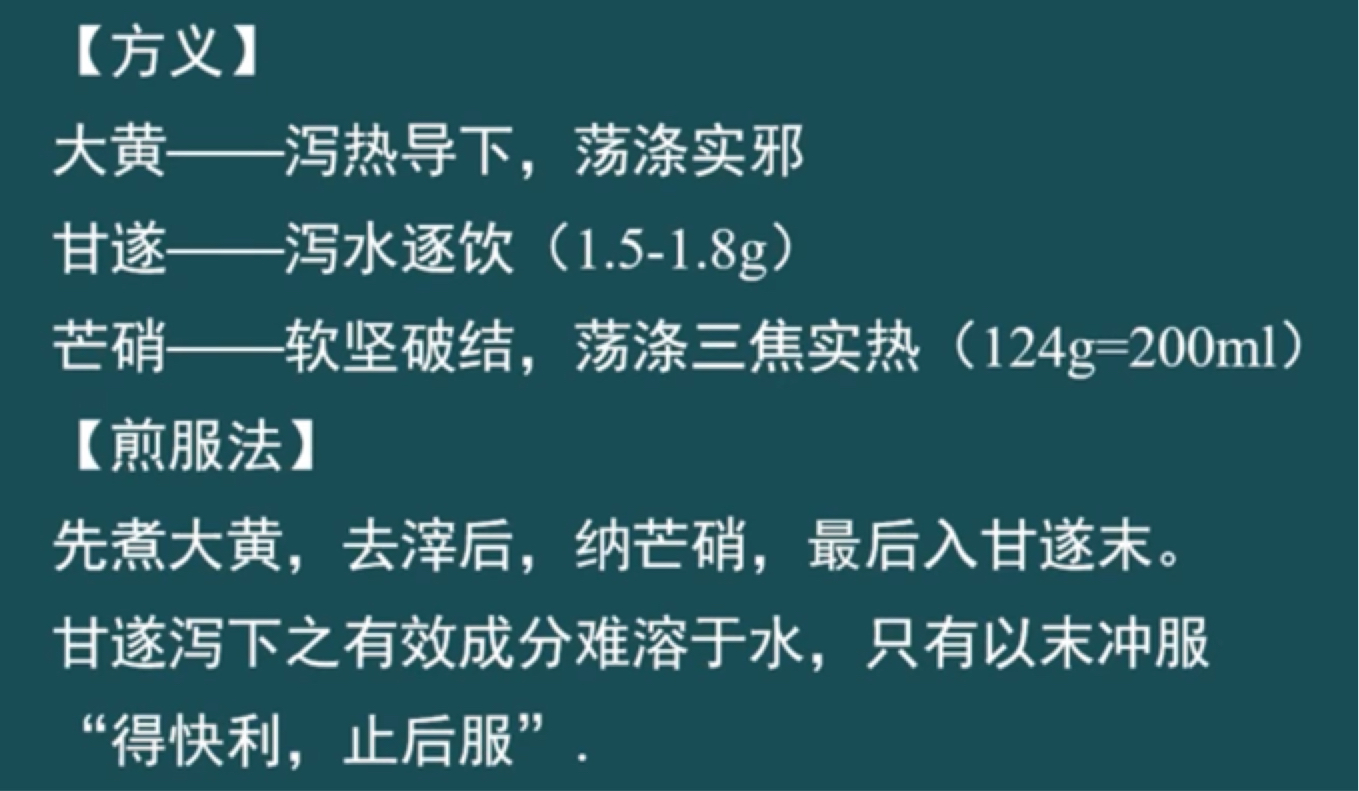 【方义】
大黄——泻热导下，荡涤实邪
甘遂——泻水逐饮（1.5-1.8g）
芒硝——软坚破结，荡涤三焦实热（124g=200ml）
【煎服法】
先煮大黄，去滓后，纳芒硝，最后入甘遂末。
甘遂泻下之有效成分难溶于水，只有以末冲服
“得快利，止后服”.